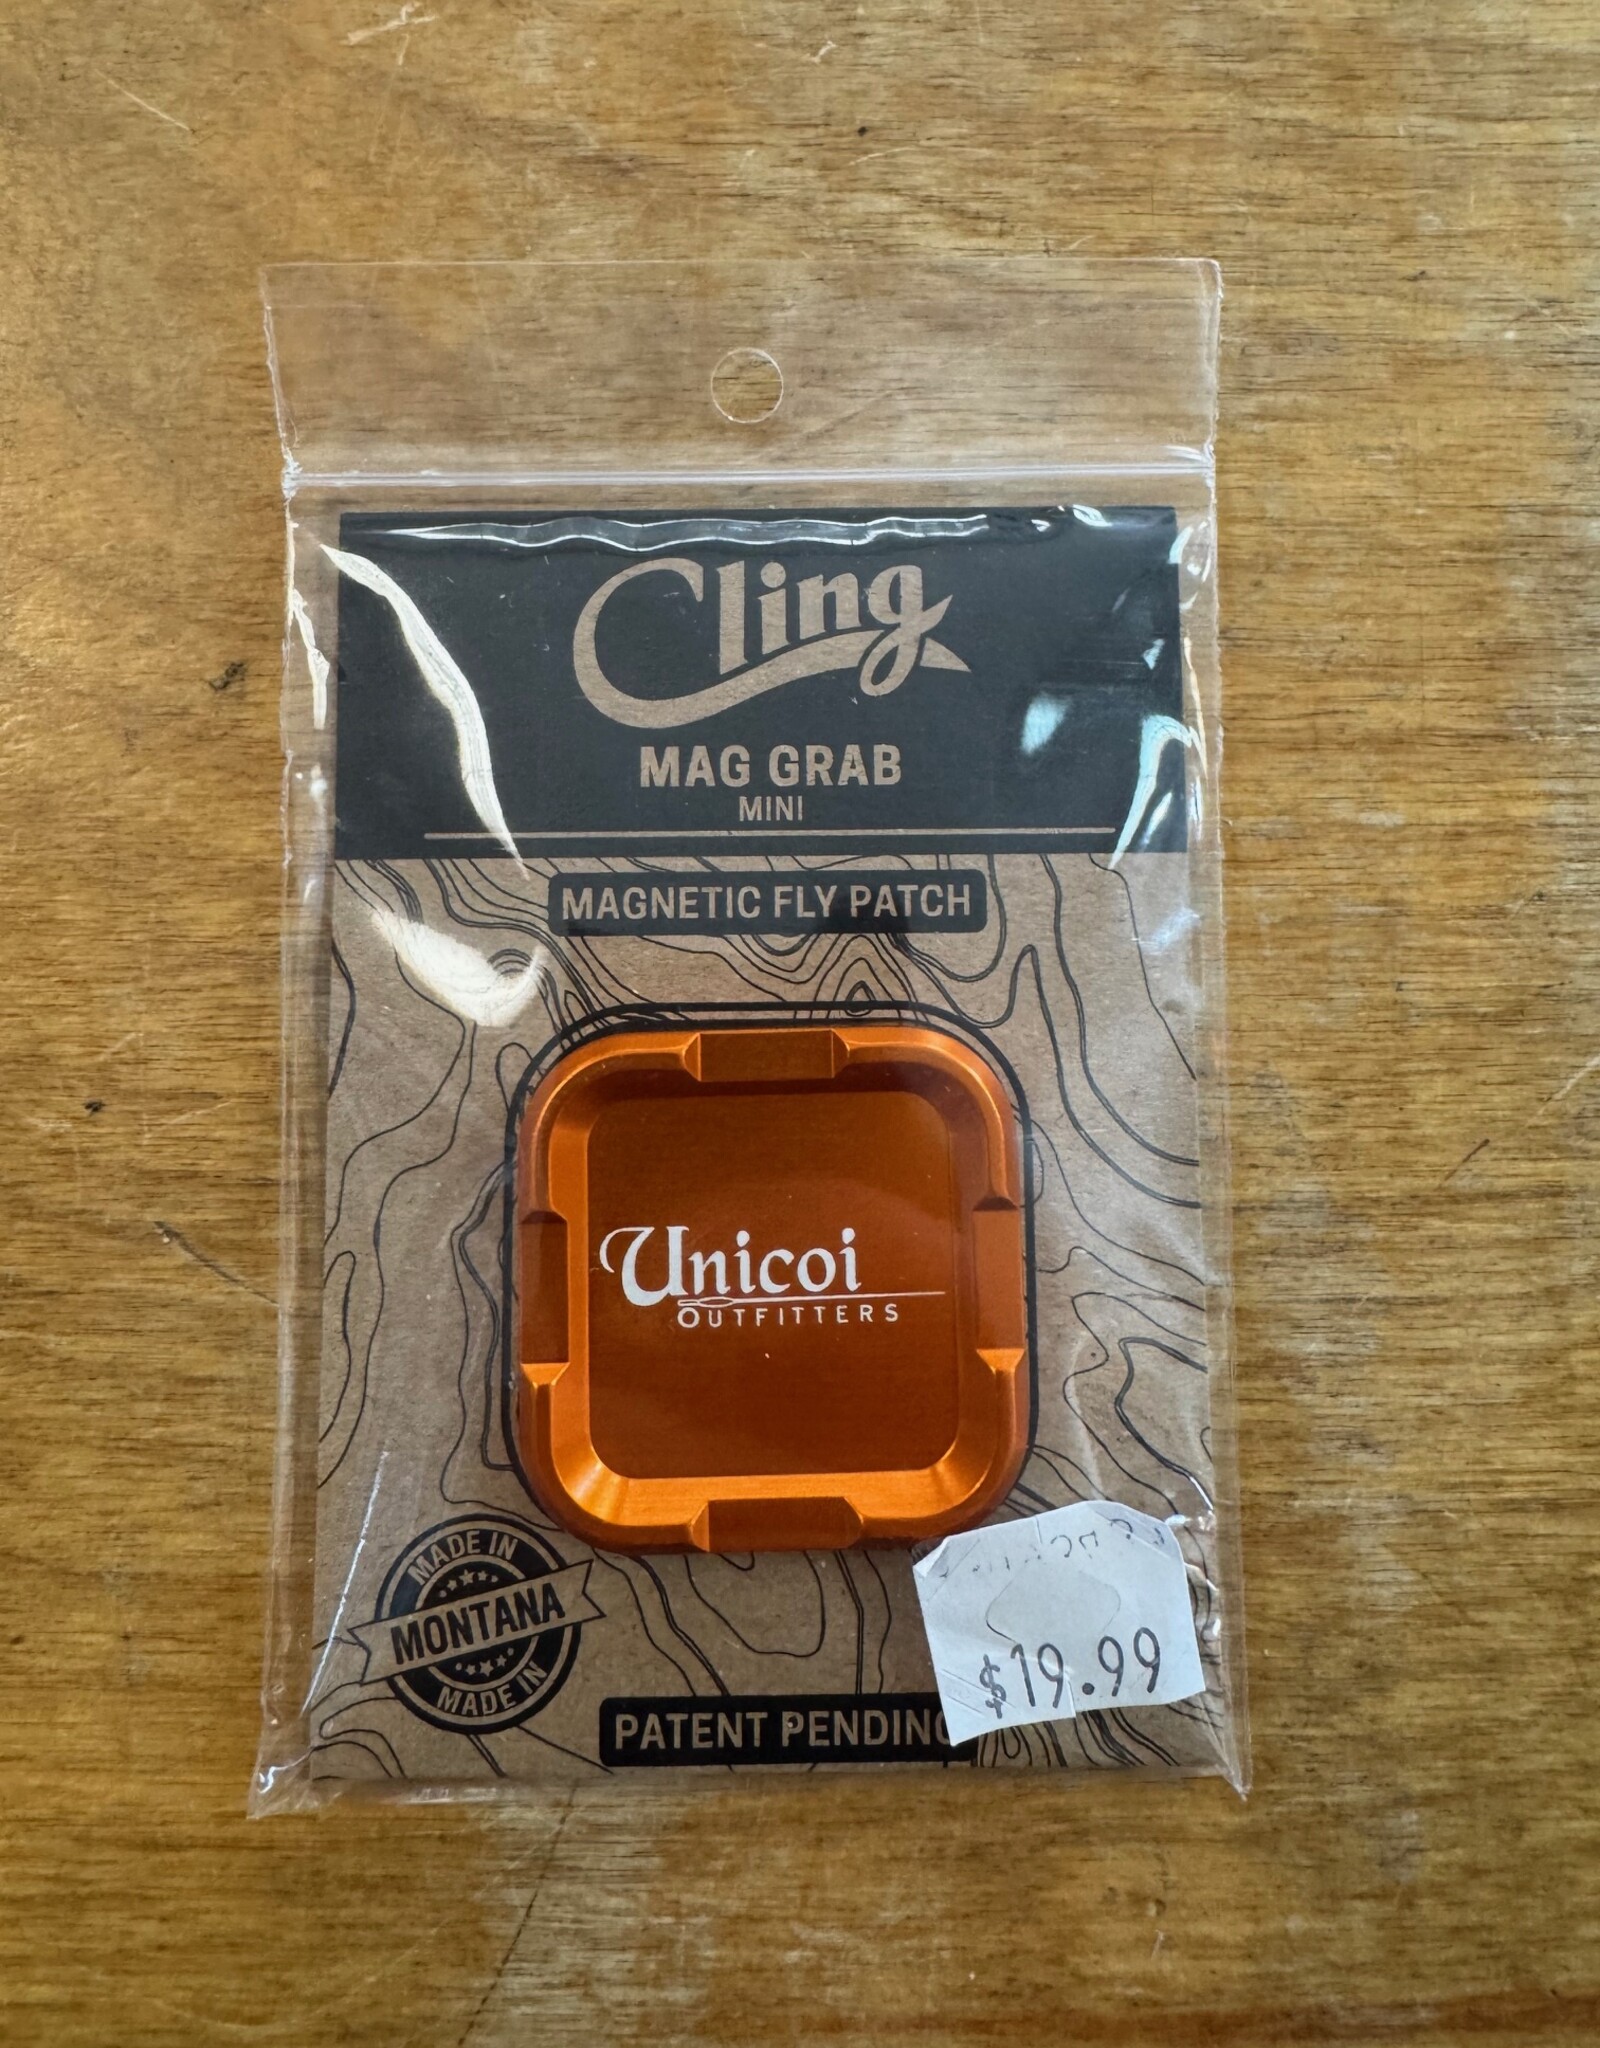 Cling
MAG GRAB
MINI
MAGNETIC FLY PATCH
Unicoi
OUTFITTERS
MADE IN
MONTANA
MADE IN
$19.99
PATENT PENDING